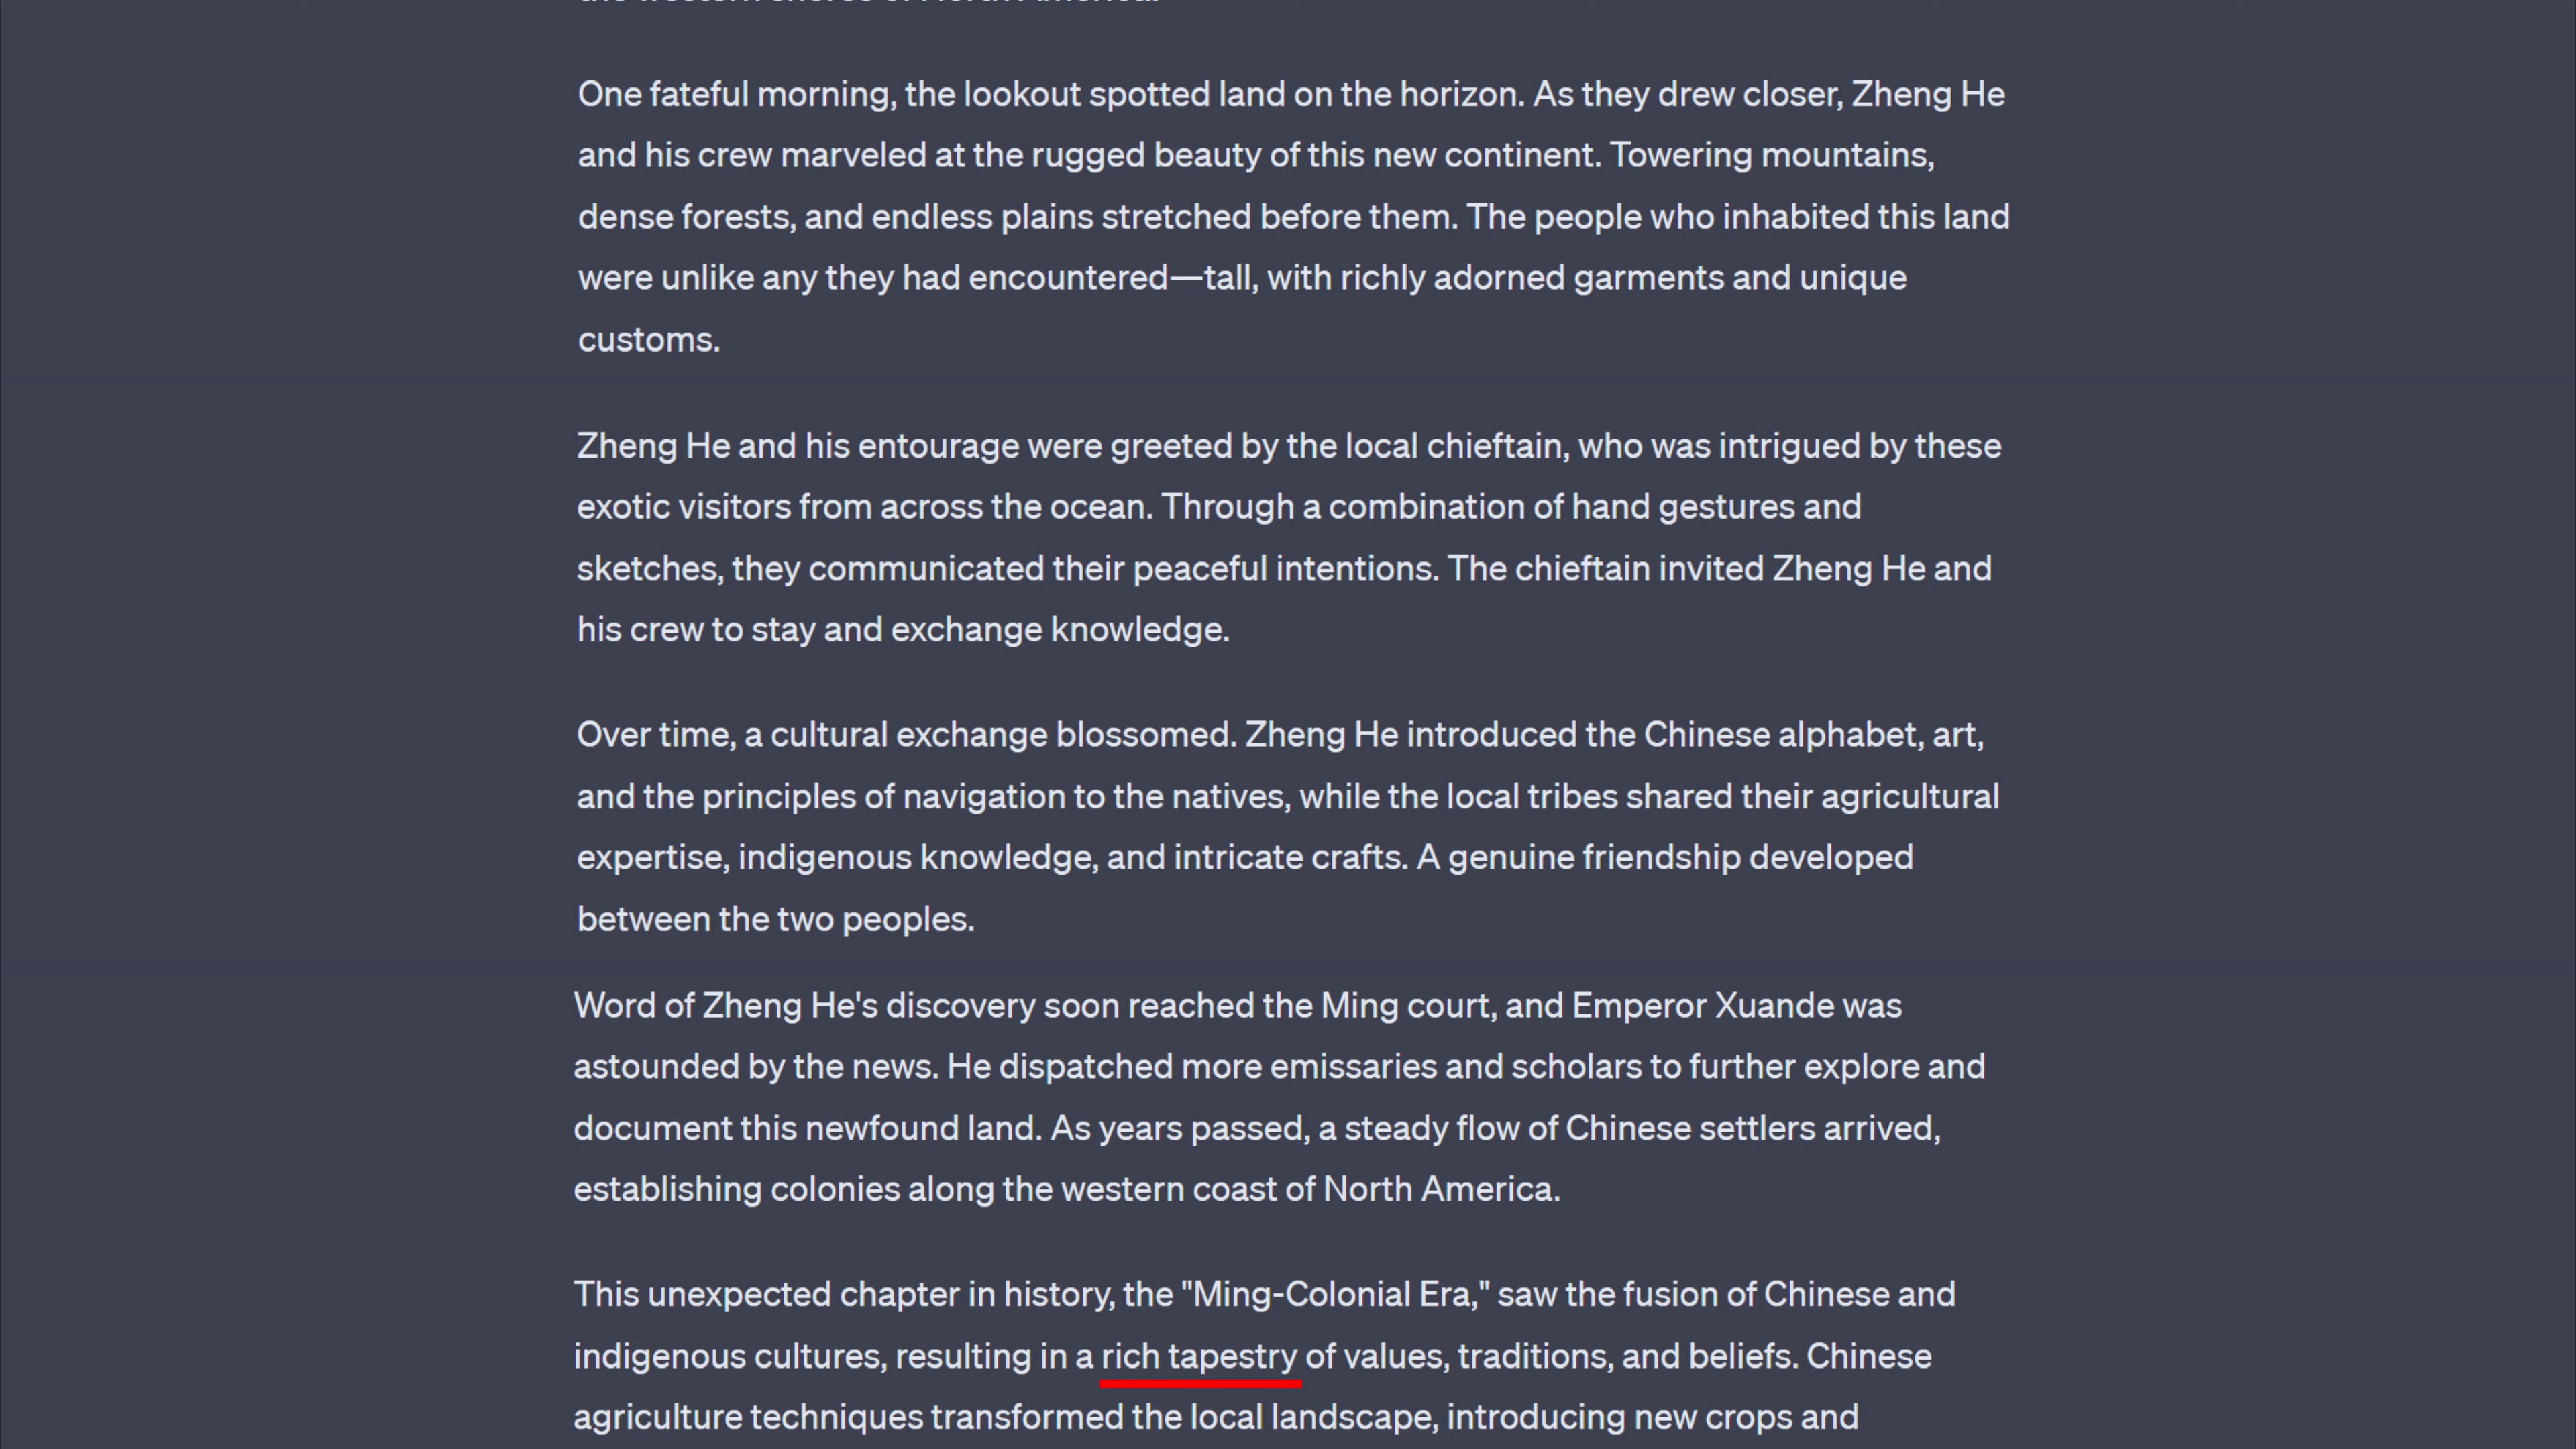 the western shores of North America.
One fateful morning, the lookout spotted land on the horizon. As they drew closer, Zheng He
and his crew marveled at the rugged beauty of this new continent. Towering mountains,
dense forests, and endless plains stretched before them. The people who inhabited this land
were unlike any they had encountered—tall, with richly adorned garments and unique
customs.
Zheng He and his entourage were greeted by the local chieftain, who was intrigued by these
exotic visitors from across the ocean. Through a combination of hand gestures and
sketches, they communicated their peaceful intentions. The chieftain invited Zheng He and
his crew to stay and exchange knowledge.
Over time, a cultural exchange blossomed. Zheng He introduced the Chinese alphabet, art,
and the principles of navigation to the natives, while the local tribes shared their agricultural
expertise, indigenous knowledge, and intricate crafts. A genuine friendship developed
between the two peoples.
Word of Zheng He's discovery soon reached the Ming court, and Emperor Xuande was
astounded by the news. He dispatched more emissaries and scholars to further explore and
document this newfound land. As years passed, a steady flow of Chinese settlers arrived,
establishing colonies along the western coast of North America.
This unexpected chapter in history, the "Ming-Colonial Era," saw the fusion of Chinese and
indigenous cultures, resulting in a rich tapestry of values, traditions, and beliefs. Chinese
agriculture techniques transformed the local landscape, introducing new crops and